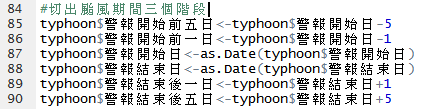 84 #切出颱風期間三個階段
85 typhoon$警報開始前五日<-typhoon$警報開始日-5
86 typhoon$警報開始前一日<-typhoon$警報開始日-1
87 typhoon$警報開始日<-as.Date(typhoon$警報開始日)
88 typhoon$警報結束日<-as.Date(typhoon$警報結束日)
89 typhoon$警報結束後一日<-typhoon$警報結束日+1
90 typhoon$警報結束後五日<-typhoon$警報結束日+5